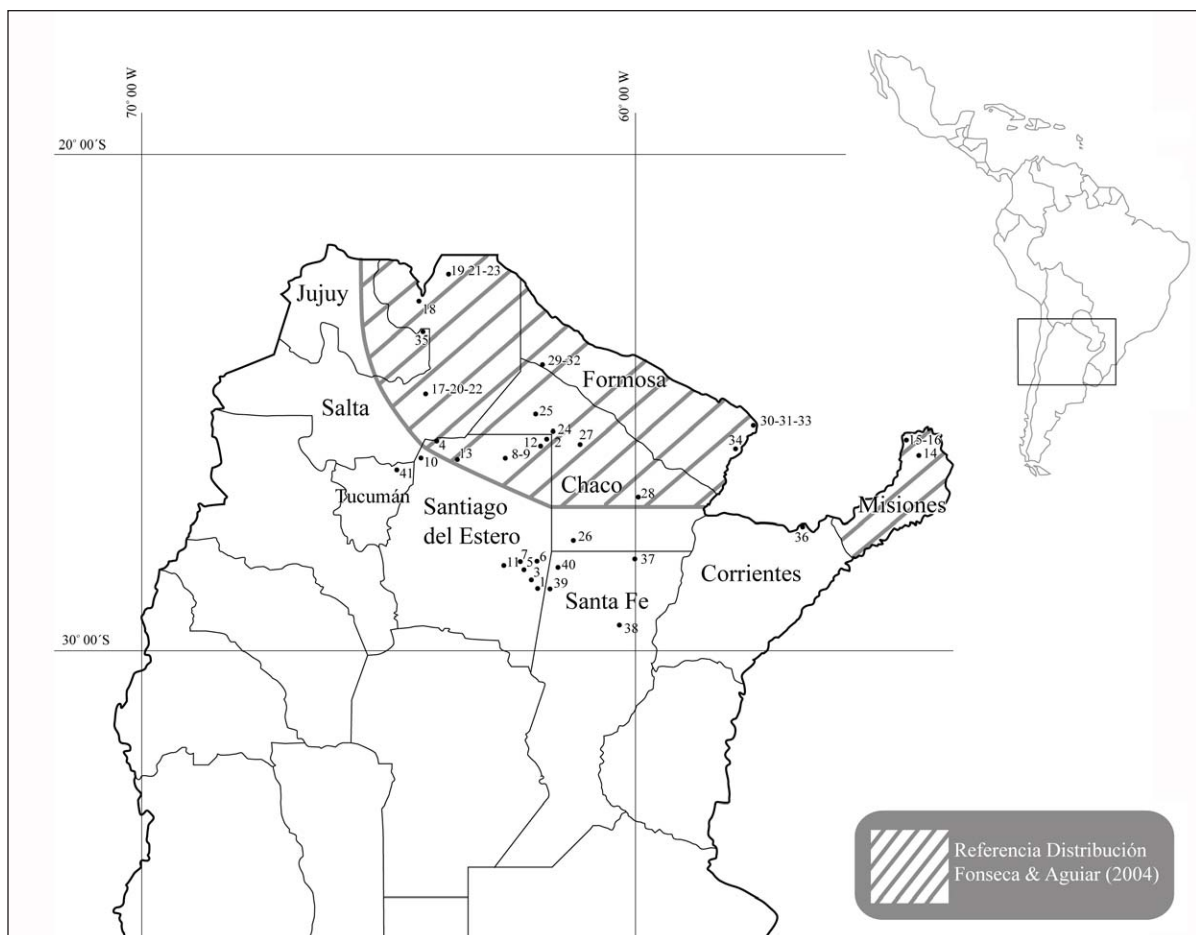 70° 00 W
60° 00 W
20° 00´S
19 21-23
Jujuy
18
35
29-32
Formosa
17-20-22
Salta
25
30-31-33
24
4
12
2
27
34
15-16
10
13
8-9
14
41
Tucumán
Chaco
28
Misiones
Santiago
del Estero
26
36
7
6
11
5
40
37
3
Corrientes
1
39
Santa Fe
38
30° 00´S
Referencia Distribución
Fonseca & Aguiar (2004)